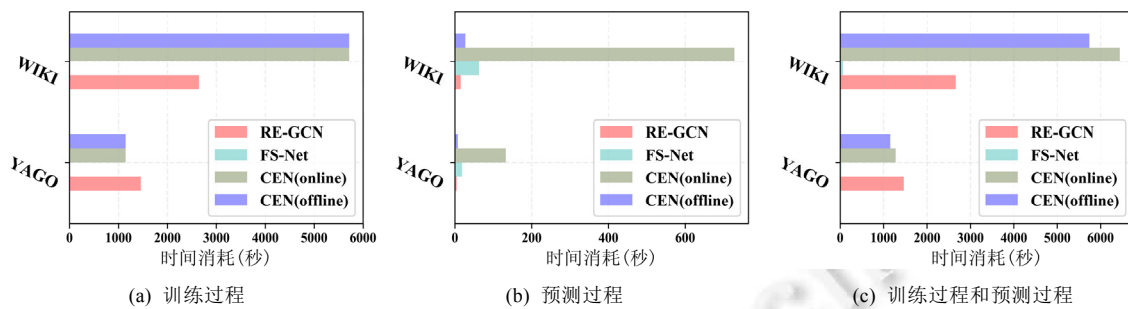 WIKI
YAGO
RE-GCN
FS-Net
CEN(online)
CEN(offline)
0 1000 2000 3000 4000 5000 6000
时间消耗(秒)
(a) 训练过程
WIKI
YAGO
RE-GCN
FS-Net
CEN(online)
CEN(offline)
0 200 400 600
时间消耗(秒)
(b) 预测过程
WIKI
YAGO
RE-GCN
FS-Net
CEN(online)
CEN(offline)
0 1000 2000 3000 4000 5000 6000
时间消耗(秒)
(c) 训练过程和预测过程